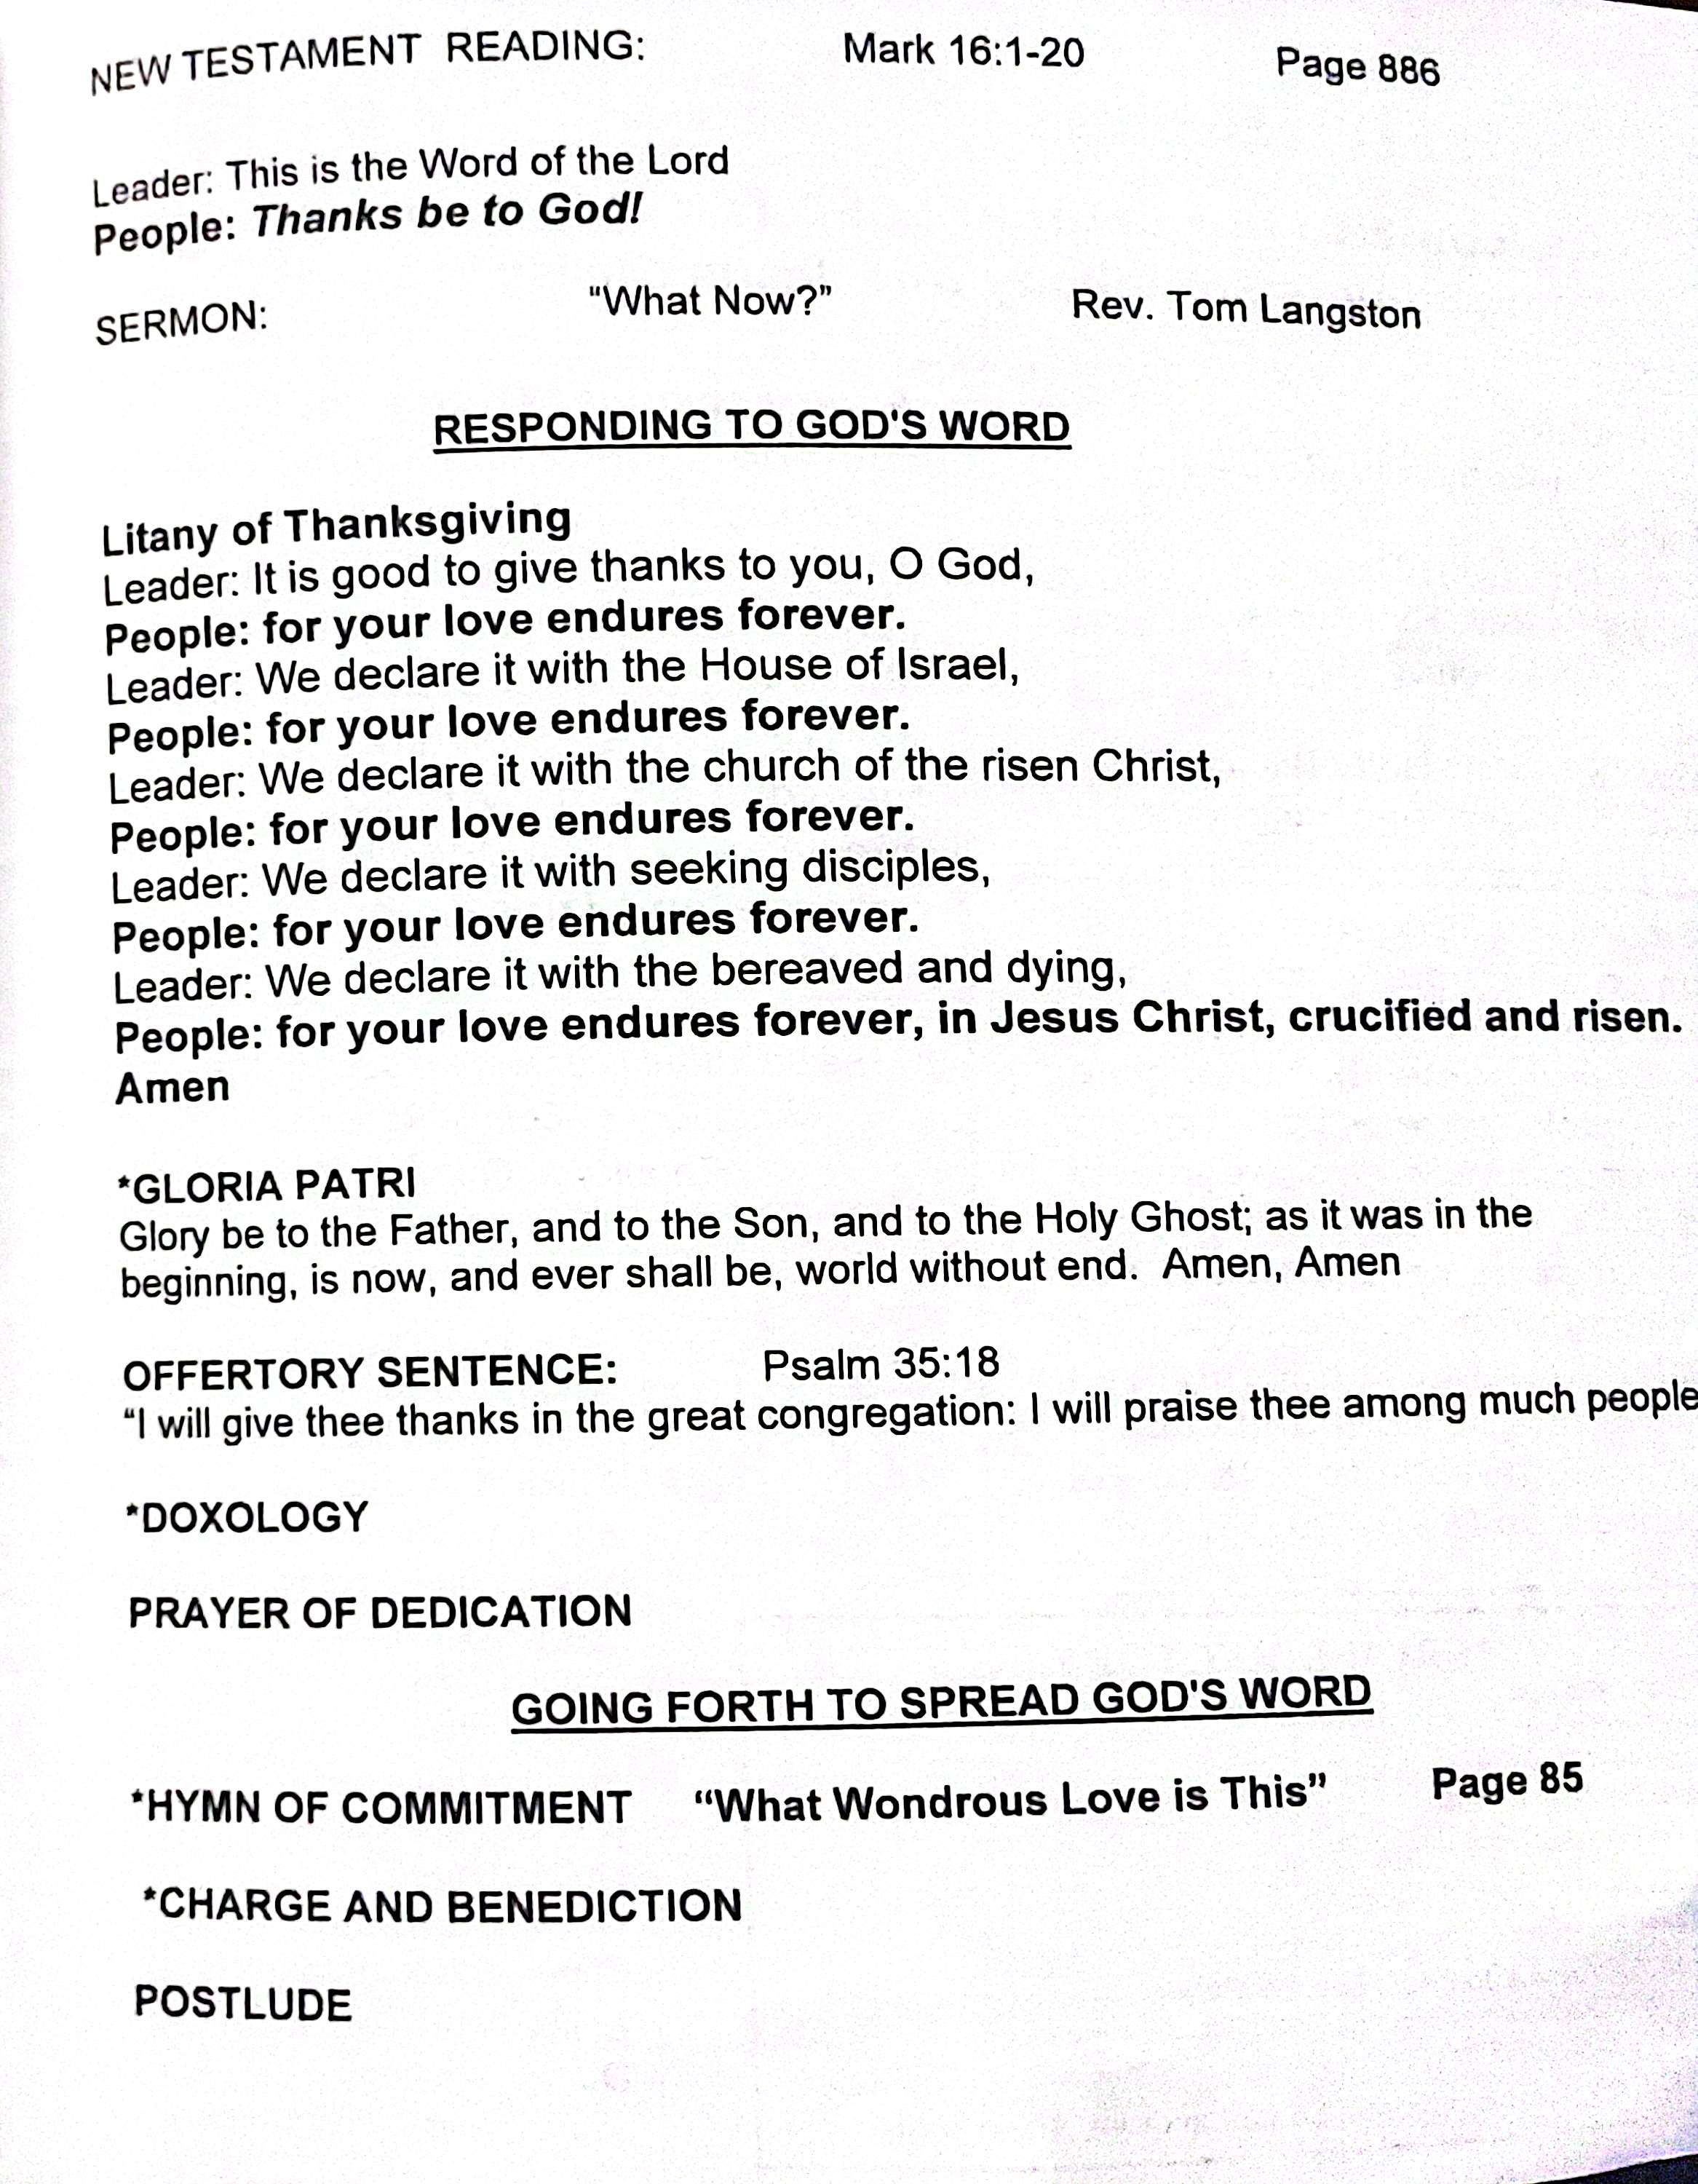 NEW TESTAMENT READING: Mark 16:1-20 Page 886
Leader: This is the Word of the Lord
People: Thanks be to God!
SERMON: “What Now?” Rev. Tom Langston
RESPONDING TO GOD'S WORD
Litany of Thanksgiving
Leader: It is good to give thanks to you, O God,
People: for your love endures forever.
Leader: We declare it with the House of Israel,
People: for your love endures forever.
Leader: We declare it with the church of the risen Christ,
People: for your love endures forever.
Leader: We declare it with seeking disciples,
People: for your love endures forever.
Leader: We declare it with the bereaved and dying,
People: for your love endures forever, in Jesus Christ, crucified and risen.
Amen
*GLORIA PATRI
Glory be to the Father, and to the Son, and to the Holy Ghost; as it was in the
beginning, is now, and ever shall be, world without end. Amen, Amen
OFFERTORY SENTENCE: Psalm 35:18
“I will give thee thanks in the great congregation: I will praise thee among much people
*DOXOLOGY
PRAYER OF DEDICATION
GOING FORTH TO SPREAD GOD'S WORD
*HYMN OF COMMITMENT “What Wondrous Love is This” Page 85
*CHARGE AND BENEDICTION
POSTLUDE